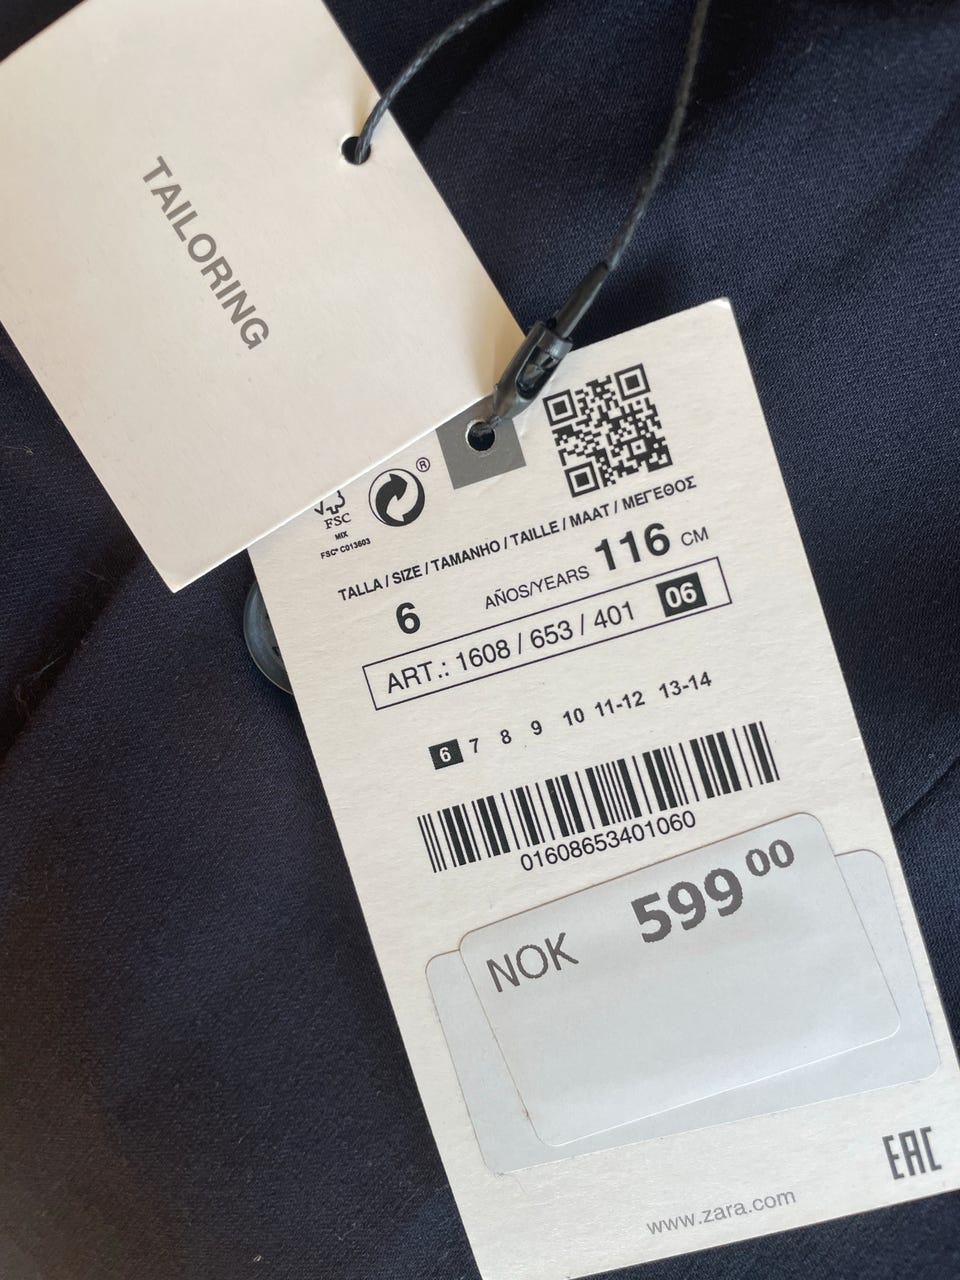 TAILORING
®
FSC
MIX
FSC® C013603
TALLA / SIZE / TAMANHO / TAILLE / MAAT / ΜΕΓΕΘΟΣ
6 AÑOS/YEARS 116 CM
ART.: 1608 / 653 / 401 06
6 7 8 9 10 11-12 13-14
01608653401060
NOK 599 00
EAC
www.zara.com